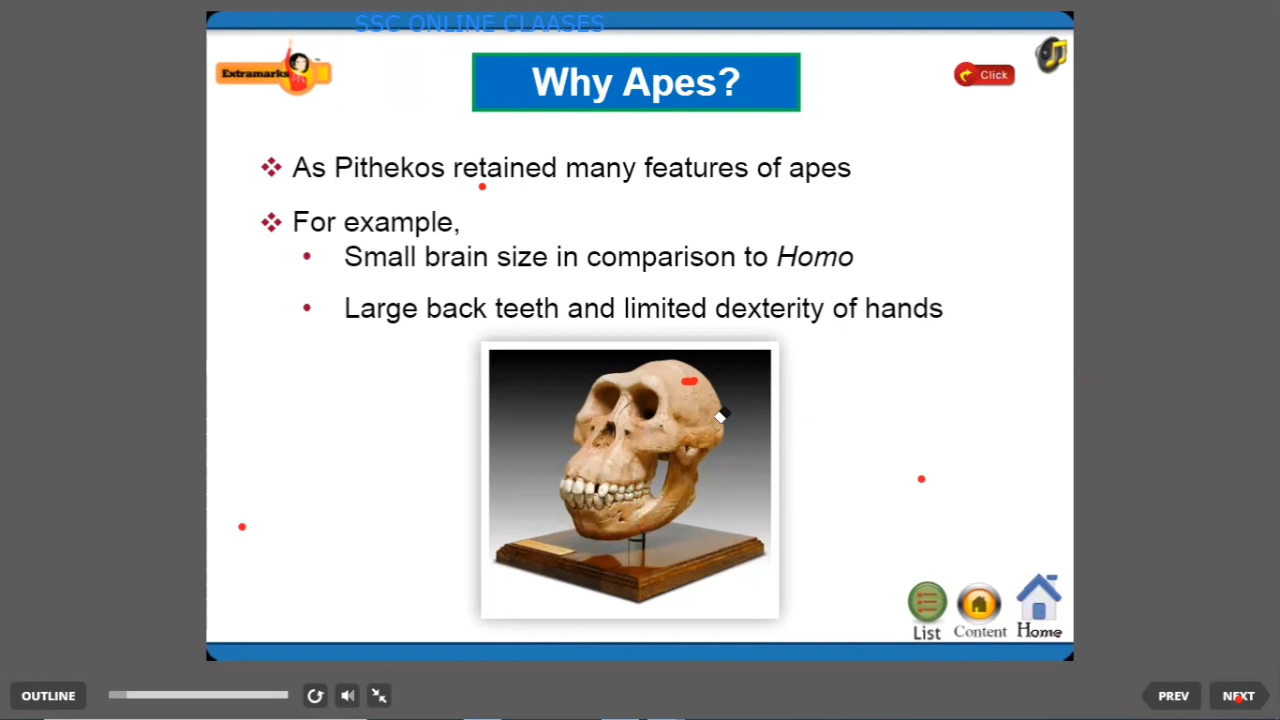 SSC ONLINE CLAASES
Extramarks
Why Apes?
Click
As Pithekos retained many features of apes
For example,
Small brain size in comparison to Homo
Large back teeth and limited dexterity of hands
List
Content
Home
OUTLINE
PREV
NEXT